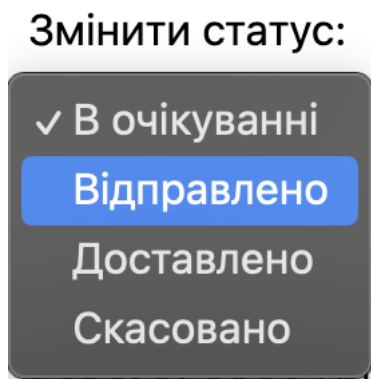 Змінити статус:
✓ В очікуванні
Відправлено
Доставлено
Скасовано